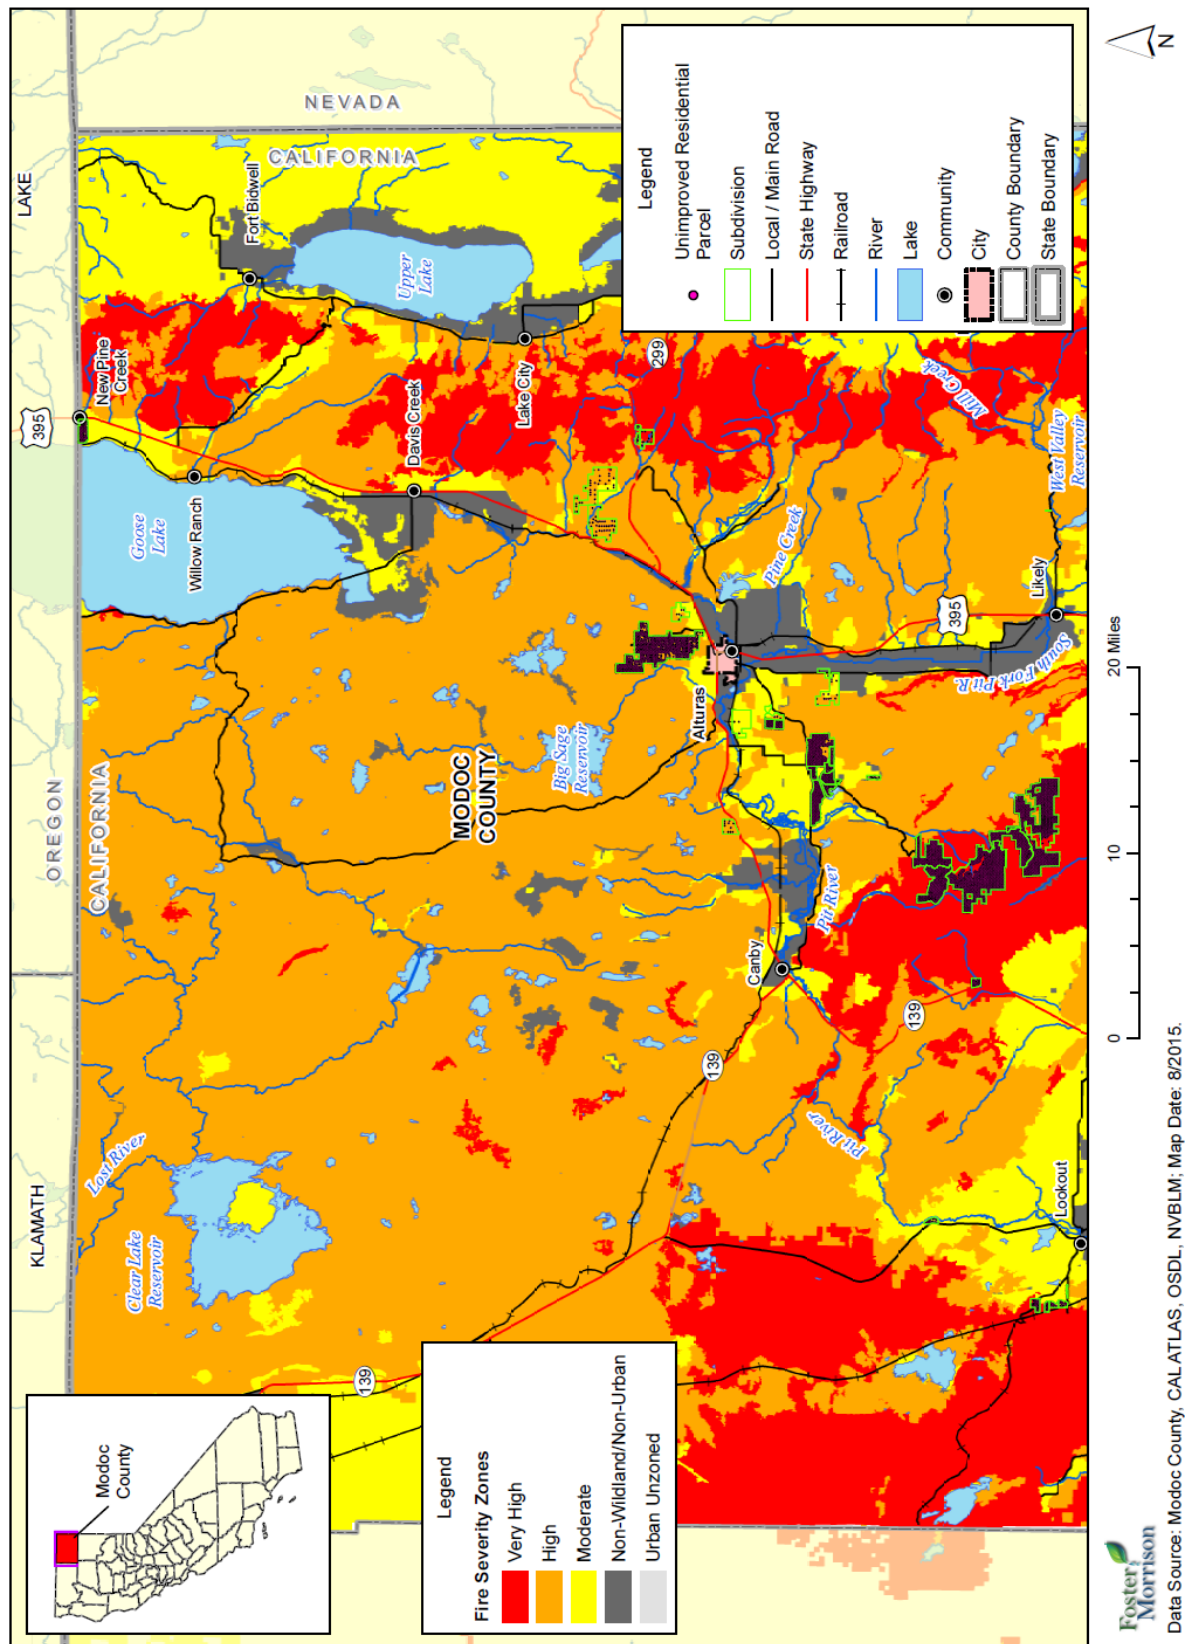 LAKE
KLAMATH
OREGON
CALIFORNIA
NEVADA
CALIFORNIA
395
New Pine
Creek
Fort Bidwell
Goose
Lake
Willow Ranch
Upper
Lake
Davis Creek
Lake City
Lost River
Clear Lake
Reservoir
MODOC
COUNTY
Big Sage
Reservoir
299
139
139
139
Alturas
Pine Creek
Mill Creek
West Valley
Reservoir
395
Likely
South Fork Pit R.
Canby
Pit River
Pit River
Lookout
Modoc
County
Legend
Fire Severity Zones
Very High
High
Moderate
Non-Wildland/Non-Urban
Urban Unzoned
Legend
Unimproved Residential
Parcel
Subdivision
Local / Main Road
State Highway
Railroad
River
Lake
Community
City
County Boundary
State Boundary
0
10
20 Miles
N
Foster
Morrison
Data Source: Modoc County, CAL ATLAS, OSDL, NVBLM; Map Date: 8/2015.